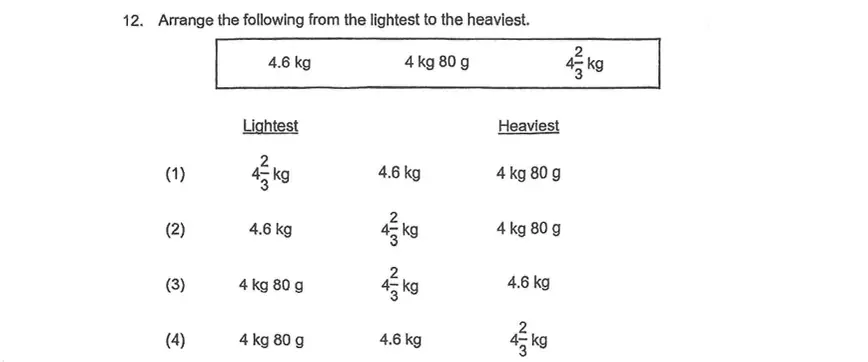 12. Arrange the following from the lightest to the heaviest.
4.6 kg 4 kg 80 g 4 2/3 kg
Lightest Heaviest
(1) 4 2/3 kg 4.6 kg 4 kg 80 g
(2) 4.6 kg 4 2/3 kg 4 kg 80 g
(3) 4 kg 80 g 4 2/3 kg 4.6 kg
(4) 4 kg 80 g 4.6 kg 4 2/3 kg